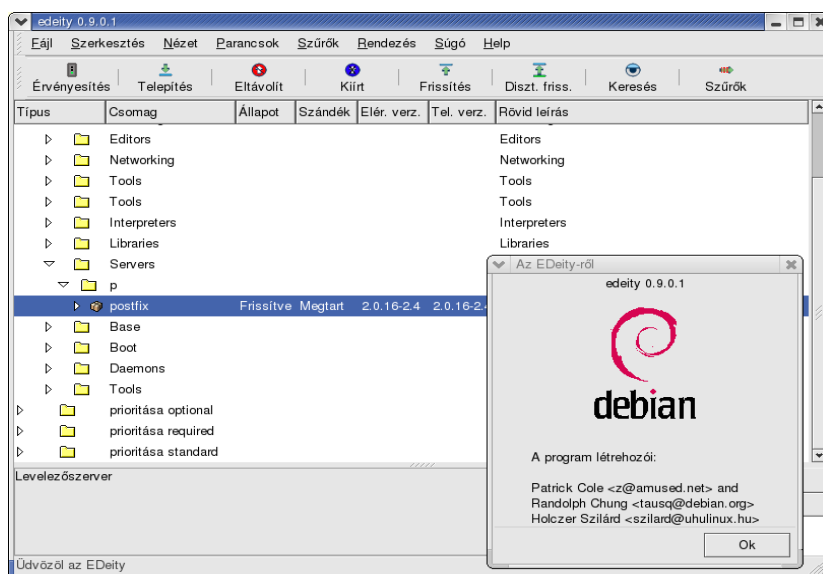 edeity 0.9.0.1
Fájl Szerkesztés Nézet Parancsok Szűrők Rendezés Súgó Help
Érvényesítés Telepítés Eltávolít Kiírt Frissítés Diszt. friss. Keresés Szűrők
Típus Csomag Állapot Szándék Elér. verz. Tel. verz. Rövid leírás
Editors Editors
Networking Networking
Tools Tools
Tools Tools
Interpreters Interpreters
Libraries Libraries
Servers
p
postfix Frissítve Megtart 2.0.16-2.4 2.0.16-2.4
Base
Boot
Daemons
Tools
prioritása optional
prioritása required
prioritása standard
Levelezőszerver
Üdvözöl az EDeity
Az EDeity-ről
edeity 0.9.0.1
debian
A program létrehozói:
Patrick Cole <z@amused.net> and
Randolph Chung <tausq@debian.org>
Holczer Szilárd <szilard@uhulinux.hu>
Ok